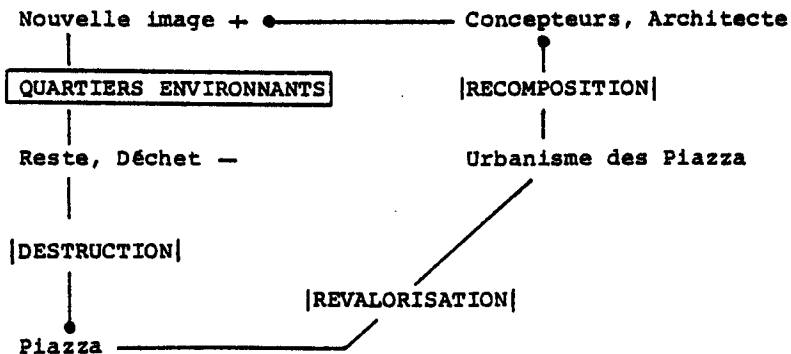 Nouvelle image + Concepteurs, Architecte
QUARTIERS ENVIRONNANTS |RECOMPOSITION|
Reste, Déchet — Urbanisme des Piazza
|DESTRUCTION|
|REVALORISATION|
Piazza